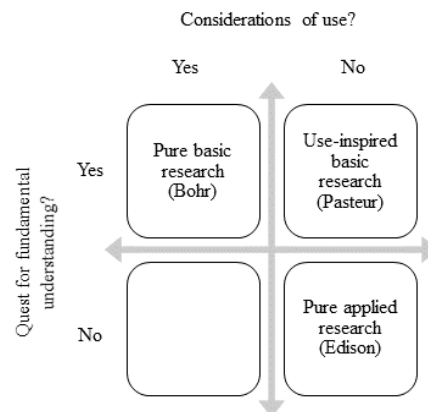 Considerations of use?
Yes
No
Quest for fundamental
understanding?
Yes
Pure basic
research
(Bohr)
Use-inspired
basic
research
(Pasteur)
No
Pure applied
research
(Edison)